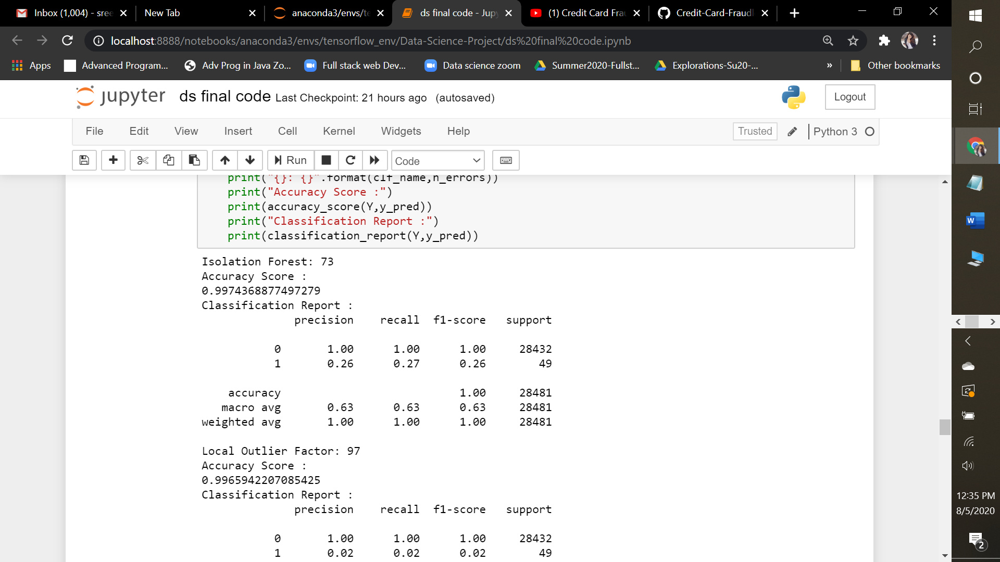 Inbox (1,004) - sree
New Tab
anaconda3/envs/te
ds final code - Jupy
(1) Credit Card Fra
Credit-Card-Fraud
localhost:8888/notebooks/anaconda3/envs/tensorflow_env/Data-Science-Project/ds%20final%20code.ipynb
Apps
Advanced Program...
Adv Prog in Java Zo...
Full stack web Dev...
Data science zoom
Summer2020-Fullst...
Explorations-Su20-...
»
Other bookmarks
jupyter ds final code Last Checkpoint: 21 hours ago (autosaved)
Logout
File Edit View Insert Cell Kernel Widgets Help
Trusted
Python 3
Run
Code
print("{}: {}".format(clf_name,n_errors))
print("Accuracy Score :")
print(accuracy_score(Y,y_pred))
print("Classification Report :")
print(classification_report(Y,y_pred))
Isolation Forest: 73
Accuracy Score :
0.9974368877497279
Classification Report :
precision recall f1-score support
0 1.00 1.00 1.00 28432
1 0.26 0.27 0.26 49
accuracy 1.00 28481
macro avg 0.63 0.63 0.63 28481
weighted avg 1.00 1.00 1.00 28481
Local Outlier Factor: 97
Accuracy Score :
0.9965942207085425
Classification Report :
precision recall f1-score support
0 1.00 1.00 1.00 28432
1 0.02 0.02 0.02 49
W
12:35 PM
8/5/2020
2